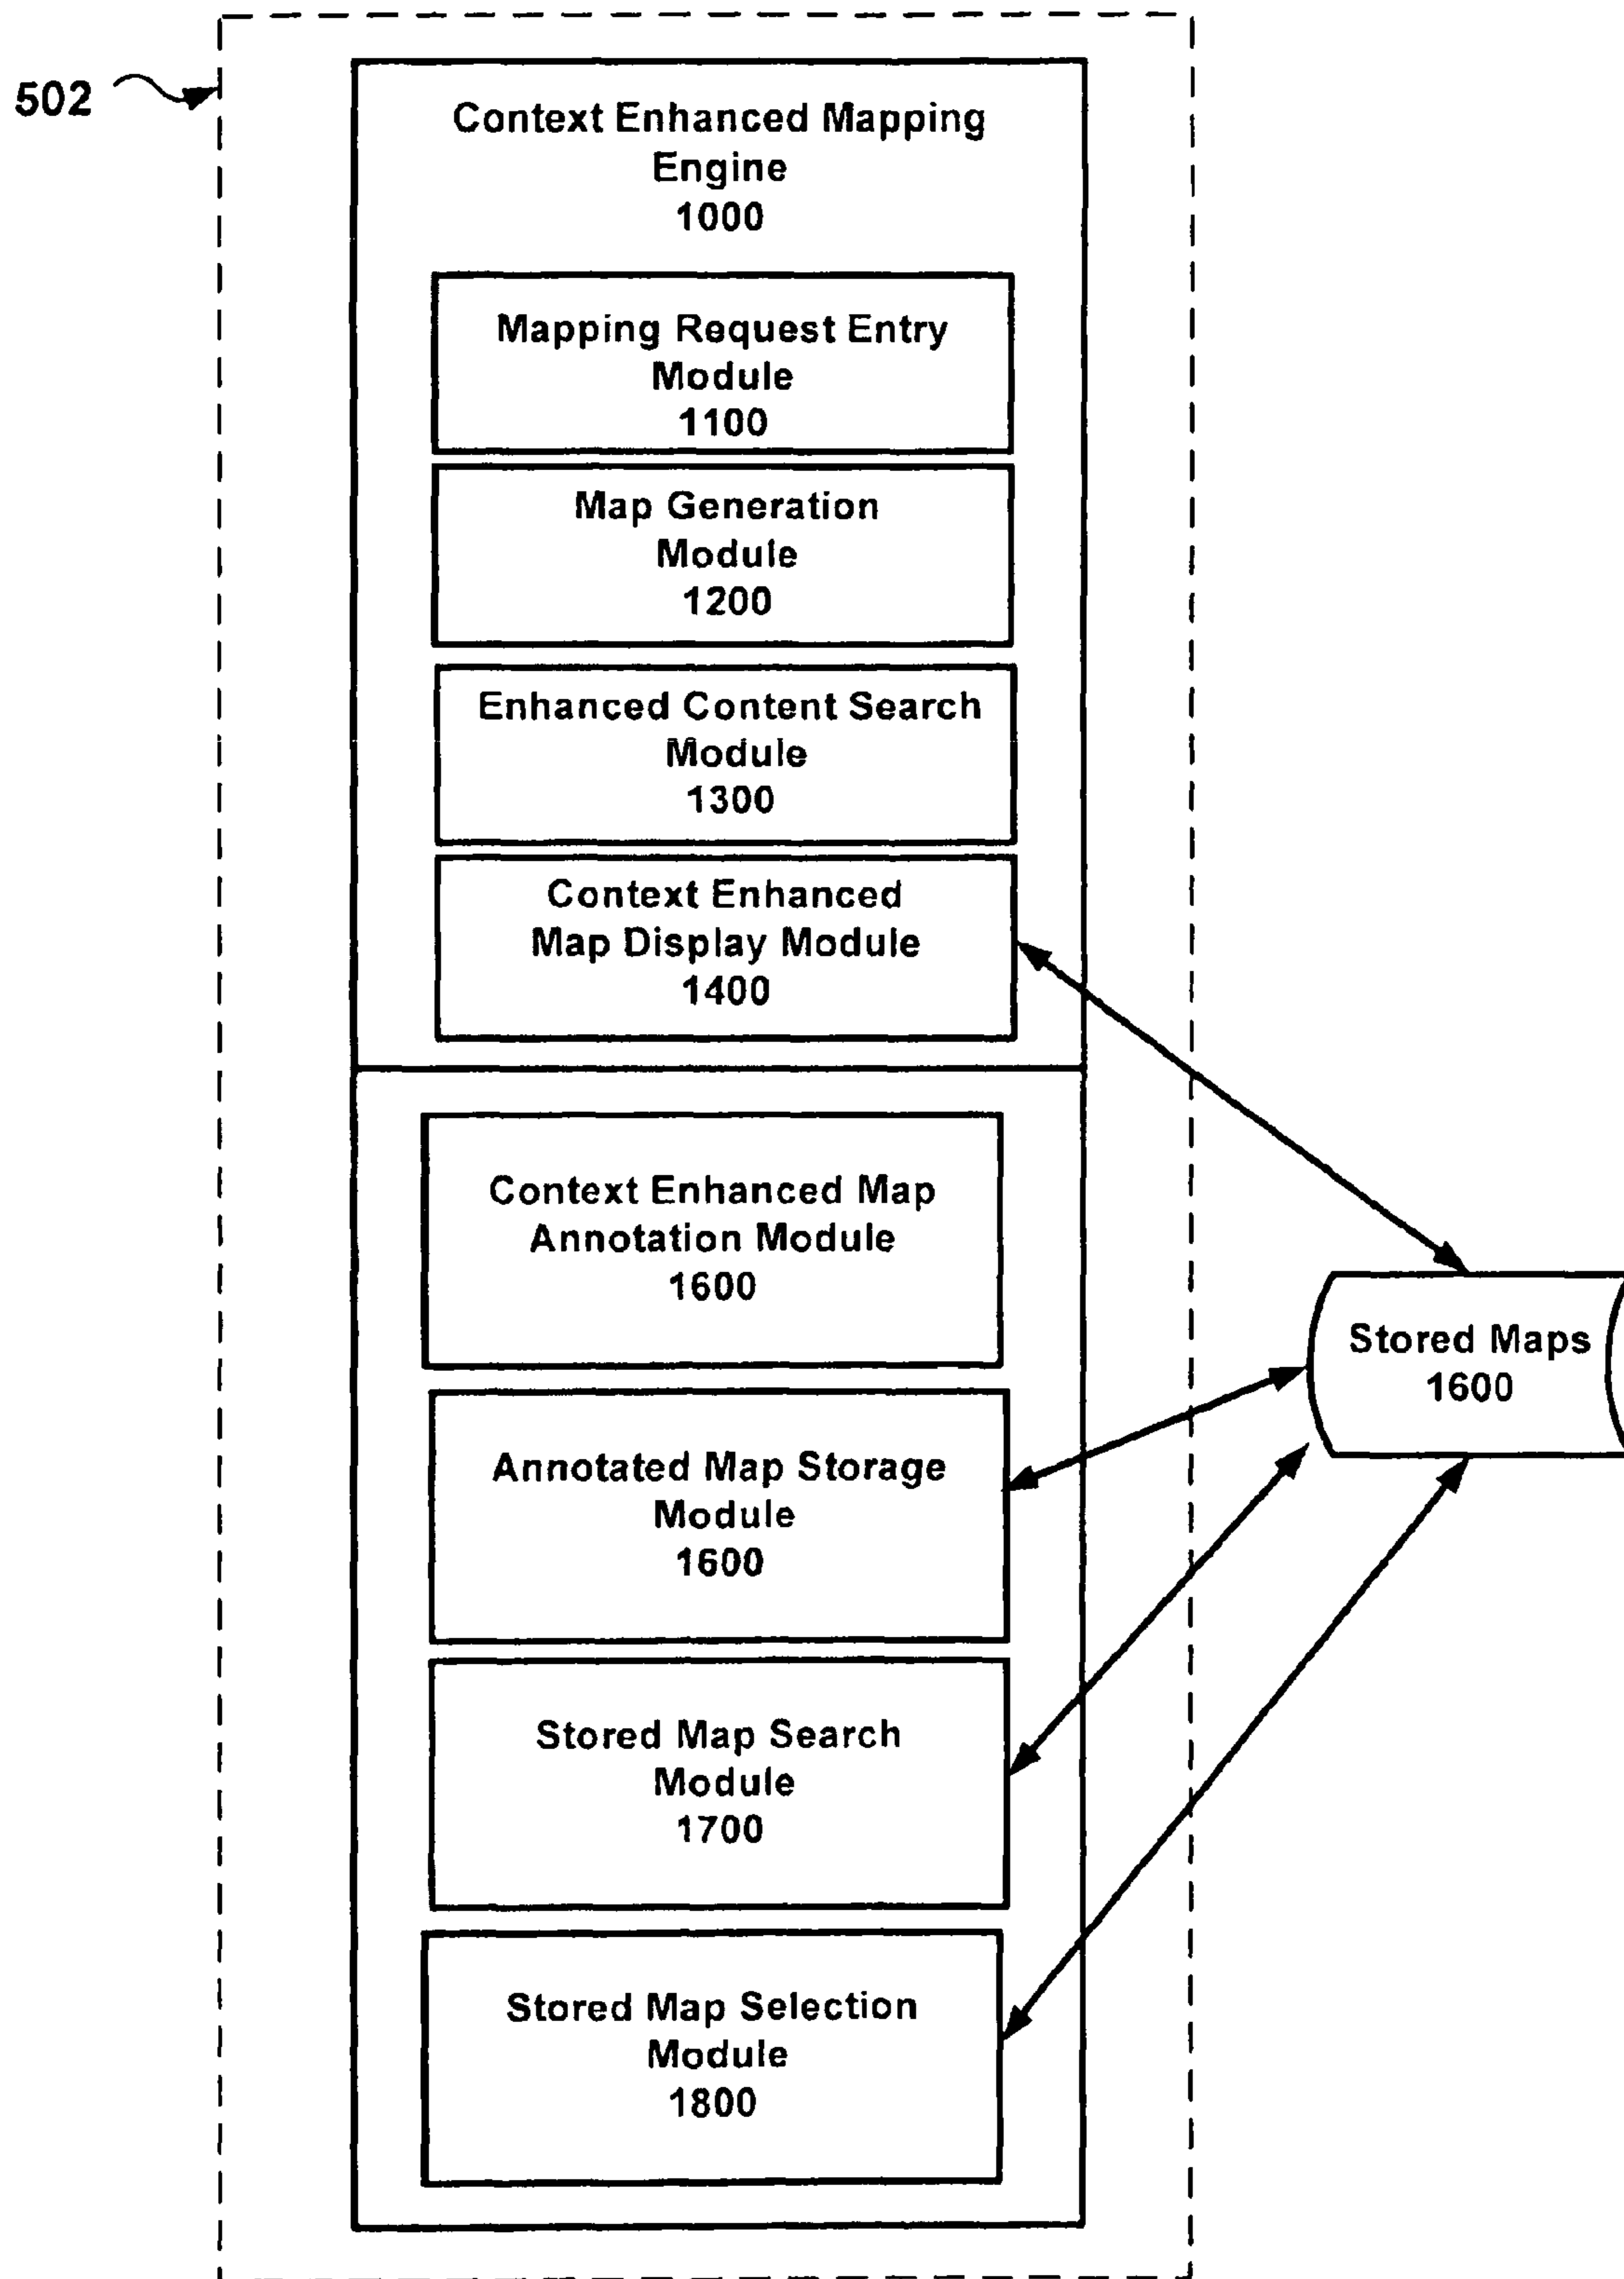 502
Context Enhanced Mapping
Engine
1000
Mapping Request Entry
Module
1100
Map Generation
Module
1200
Enhanced Content Search
Module
1300
Context Enhanced
Map Display Module
1400
Context Enhanced Map
Annotation Module
1600
Stored Maps
1600
Annotated Map Storage
Module
1600
Stored Map Search
Module
1700
Stored Map Selection
Module
1800